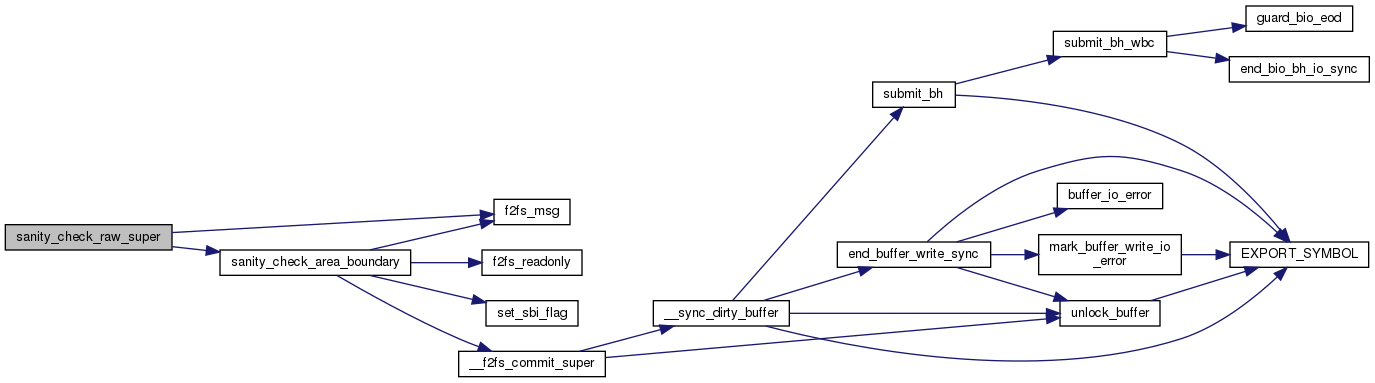 guard_bio_eod
submit_bh_wbc
end_bio_bh_io_sync
submit_bh
buffer_io_error
f2fs_msg
sanity_check_raw_super
mark_buffer_write_io
_error
end_buffer_write_sync
EXPORT_SYMBOL
sanity_check_area_boundary
f2fs_readonly
set_sbi_flag
__sync_dirty_buffer
unlock_buffer
__f2fs_commit_super